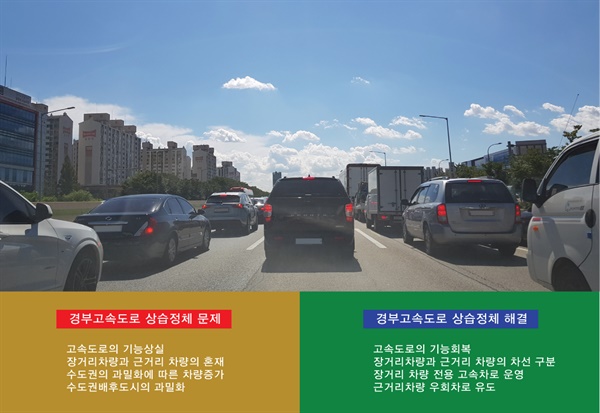 경부고속도로 상습정체 문제
고속도로의 기능상실
장거리차량과 근거리 차량의 혼재
수도권의 과밀화에 따른 차량증가
수도권배후도시의 과밀화
경부고속도로 상습정체 해결
고속도로의 기능회복
장거리차량과 근거리 차량의 차선 구분
장거리 차량 전용 고속차로 운영
근거리차량 우회차로 유도